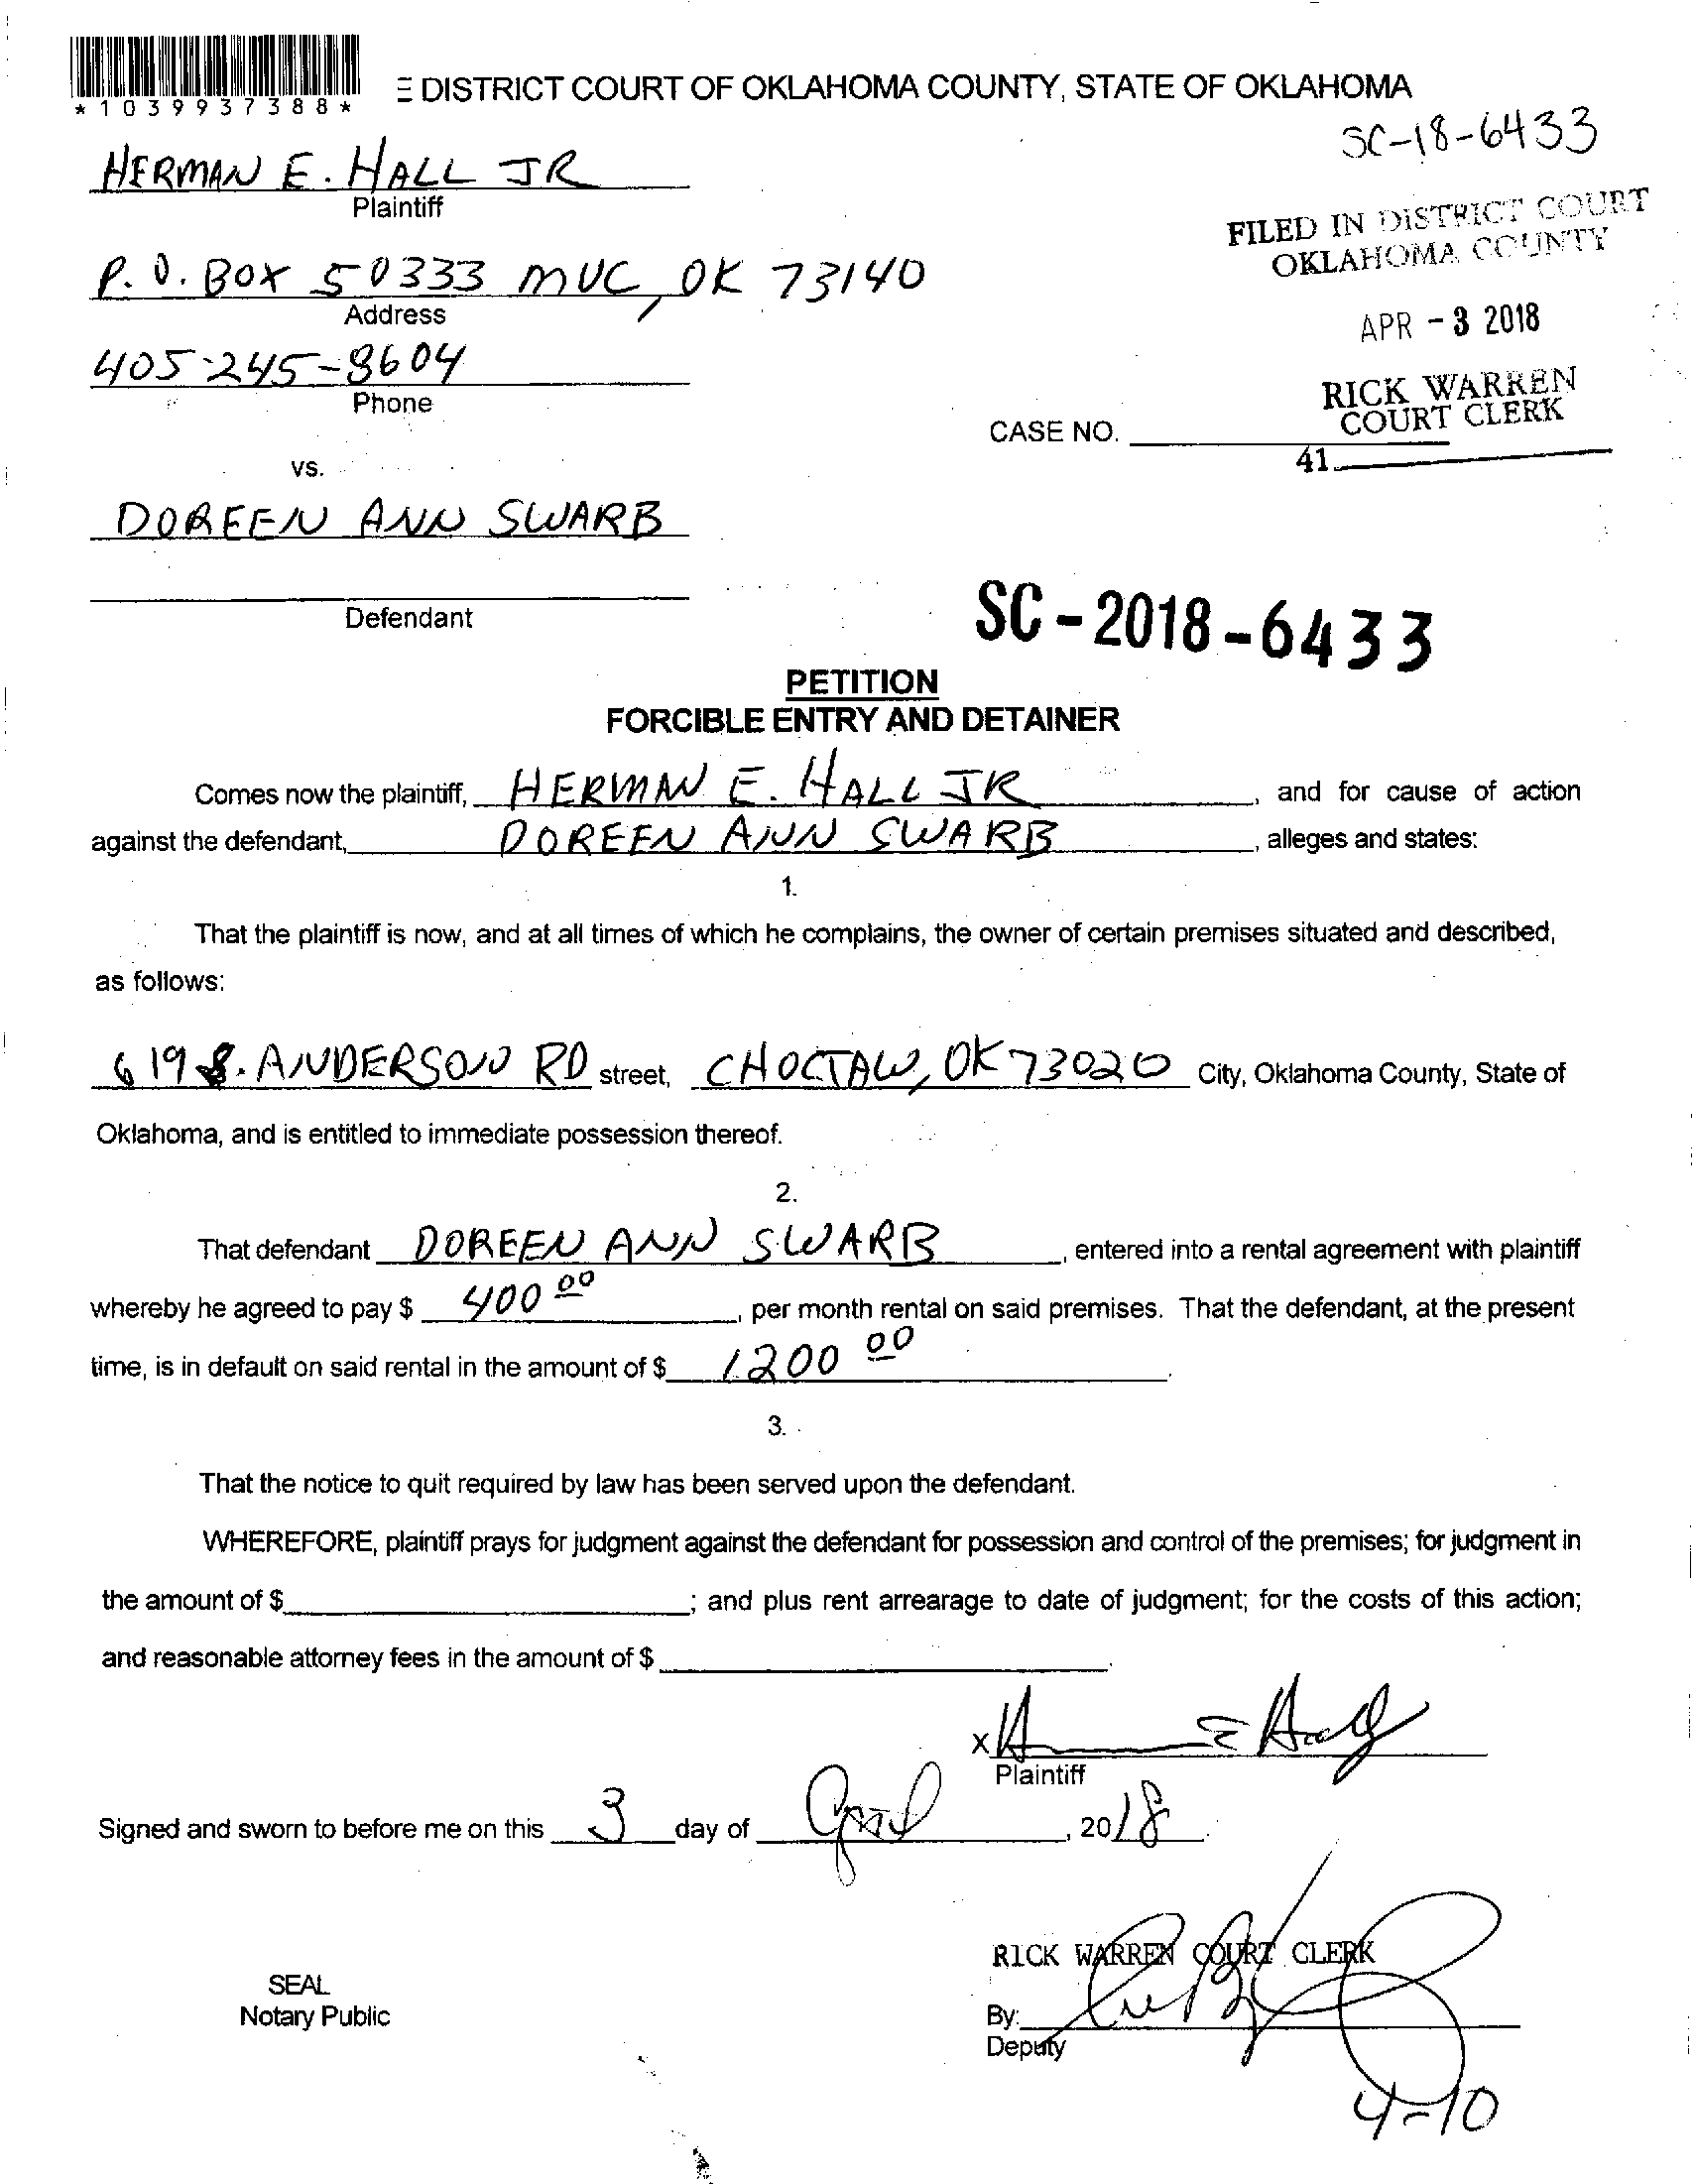 *1039937388*
E DISTRICT COURT OF OKLAHOMA COUNTY, STATE OF OKLAHOMA
SC-18-6433
HERMAN E. HALL JR
Plaintiff
FILED IN DISTRICT COURT
OKLAHOMA COUNTY
P.O. BOX 50333 MWC, OK 73140
Address
APR - 3 2018
405-245-8604
Phone
RICK WARREN
COURT CLERK
CASE NO.
41
vs.
DOREEN ANN SWARB
Defendant
SC-2018-6433
PETITION
FORCIBLE ENTRY AND DETAINER
Comes now the plaintiff, HERMAN E. HALL JR, and for cause of action
against the defendant, DOREEN ANN SWARB, alleges and states:
1.
That the plaintiff is now, and at all times of which he complains, the owner of certain premises situated and described,
as follows:
619 S. ANDERSON RD street, CHOCTAW, OK 73020 City, Oklahoma County, State of
Oklahoma, and is entitled to immediate possession thereof.
2.
That defendant DOREEN ANN SWARB, entered into a rental agreement with plaintiff
whereby he agreed to pay $ 400 00, per month rental on said premises. That the defendant, at the present
time, is in default on said rental in the amount of $ 1200 00.
3.
That the notice to quit required by law has been served upon the defendant.
WHEREFORE, plaintiff prays for judgment against the defendant for possession and control of the premises; for judgment in
the amount of $ ; and plus rent arrearage to date of judgment; for the costs of this action;
and reasonable attorney fees in the amount of $ .
x H E Hall
Plaintiff
Signed and sworn to before me on this 3 day of April, 2018.
RICK WARREN COURT CLERK
SEAL
Notary Public
By:
Deputy
4-10